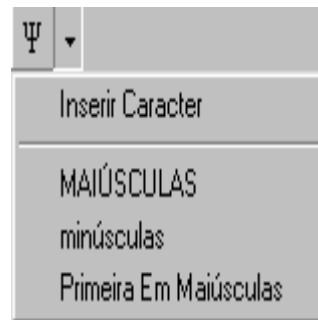 Ψ
Inserir Caracter
MAIÚSCULAS
minúsculas
Primeira Em Maiúsculas